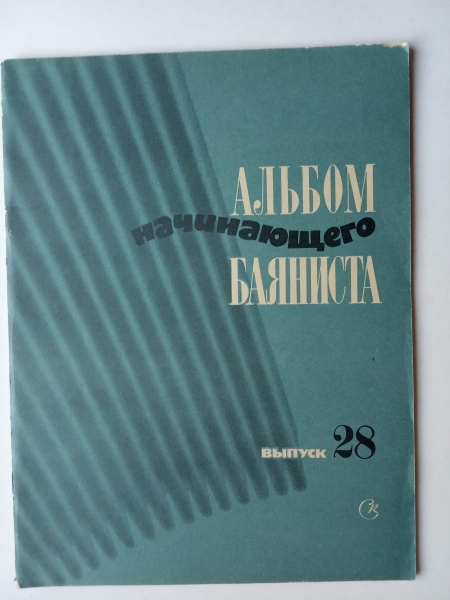 АЛЬБОМ
начинающего
БАЯНИСТА
ВЫПУСК 28